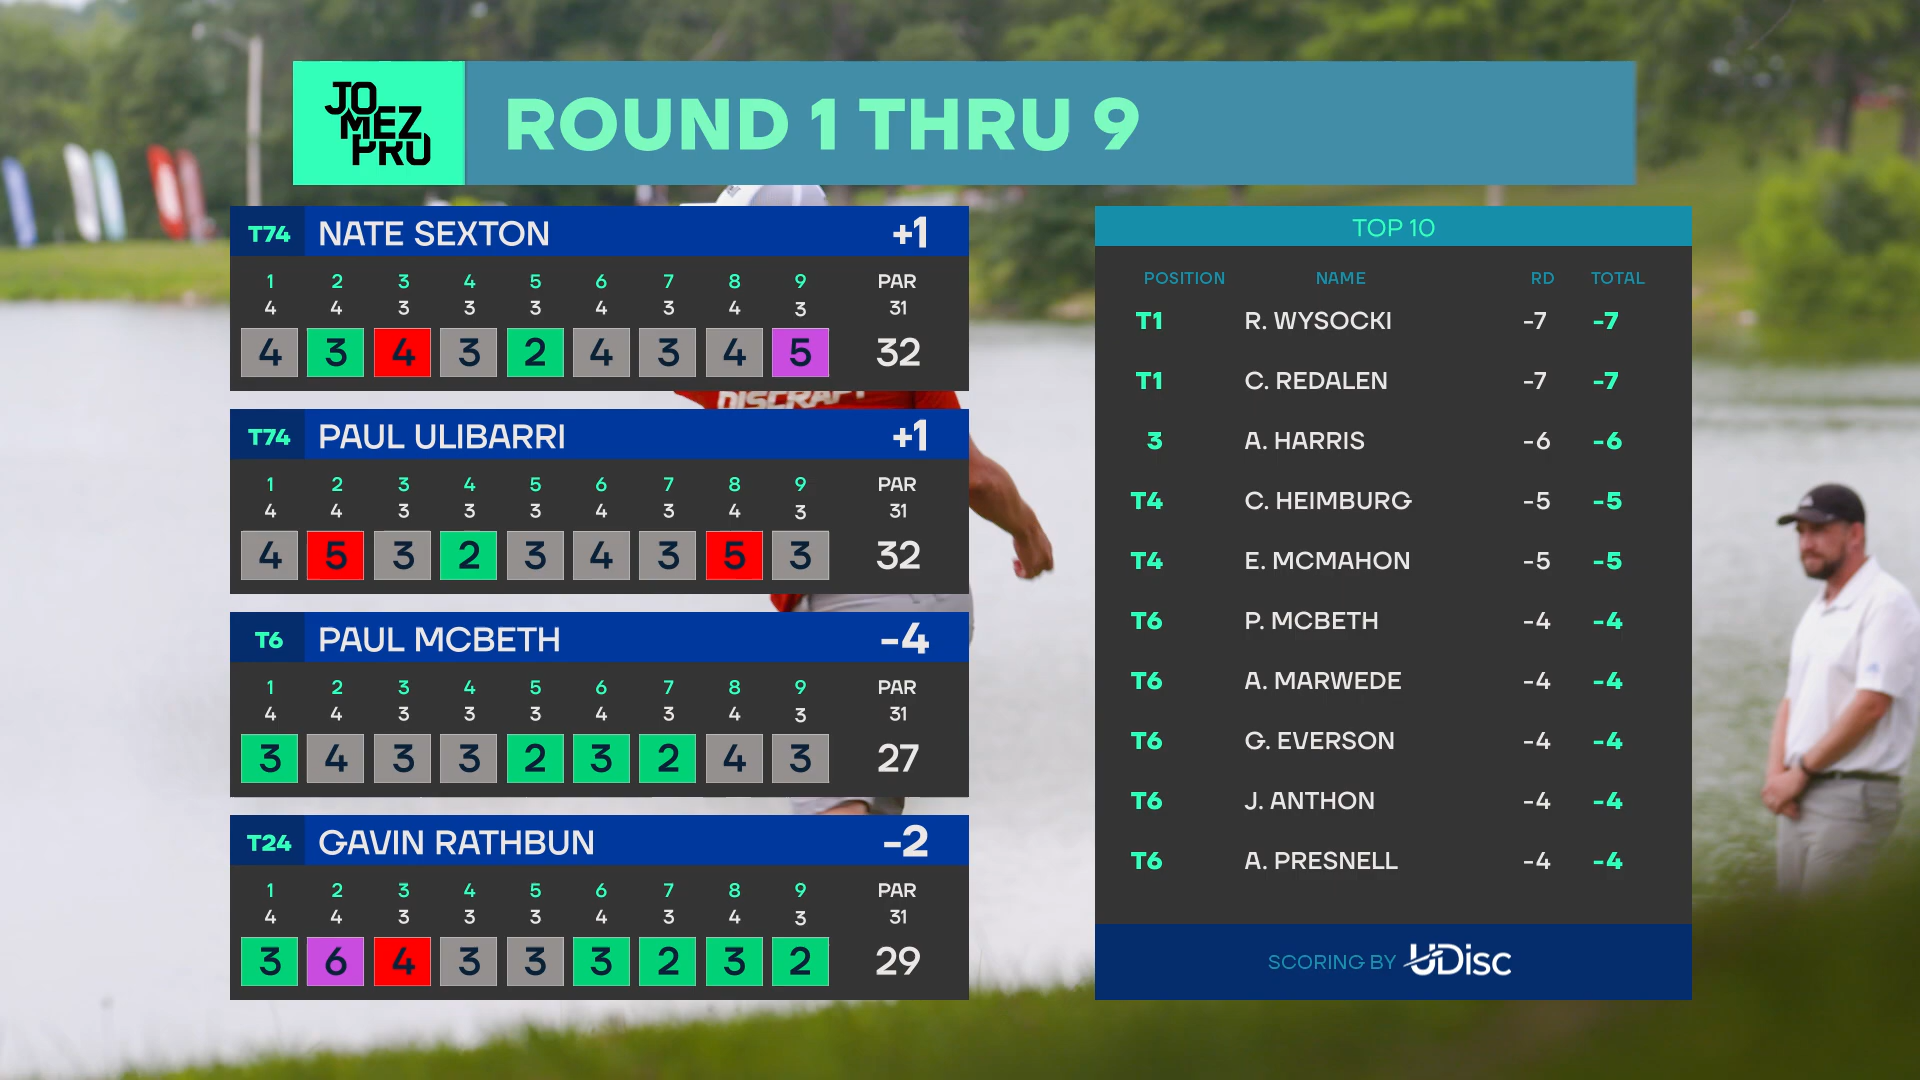 JO
MEZ
PRO
ROUND 1 THRU 9
T74 NATE SEXTON +1
1 2 3 4 5 6 7 8 9 PAR
4 4 3 3 3 4 3 4 3 31
4 3 4 3 2 4 3 4 5 32
DISCRAFT
T74 PAUL ULIBARRI +1
1 2 3 4 5 6 7 8 9 PAR
4 4 3 3 3 4 3 4 3 31
4 5 3 2 3 4 3 5 3 32
T6 PAUL MCBETH -4
1 2 3 4 5 6 7 8 9 PAR
4 4 3 3 3 4 3 4 3 31
3 4 3 3 2 3 2 4 3 27
T24 GAVIN RATHBUN -2
1 2 3 4 5 6 7 8 9 PAR
4 4 3 3 3 4 3 4 3 31
3 6 4 3 3 3 2 3 2 29
TOP 10
POSITION NAME RD TOTAL
T1 R. WYSOCKI -7 -7
T1 C. REDALEN -7 -7
3 A. HARRIS -6 -6
T4 C. HEIMBURG -5 -5
T4 E. MCMAHON -5 -5
T6 P. MCBETH -4 -4
T6 A. MARWEDE -4 -4
T6 G. EVERSON -4 -4
T6 J. ANTHON -4 -4
T6 A. PRESNELL -4 -4
SCORING BY UDisc